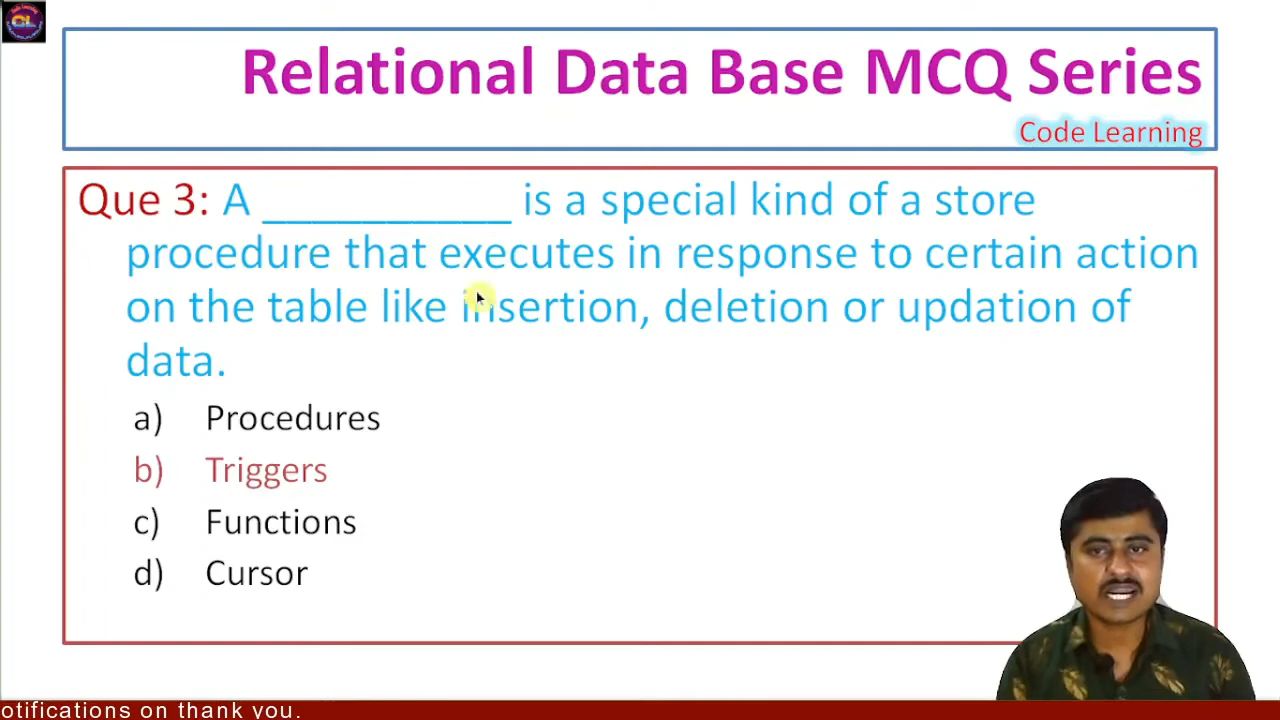 Relational Data Base MCQ Series
Code Learning
Que 3: A __________ is a special kind of a store
procedure that executes in response to certain action
on the table like insertion, deletion or updation of
data.
a) Procedures
b) Triggers
c) Functions
d) Cursor
otifications on thank you.